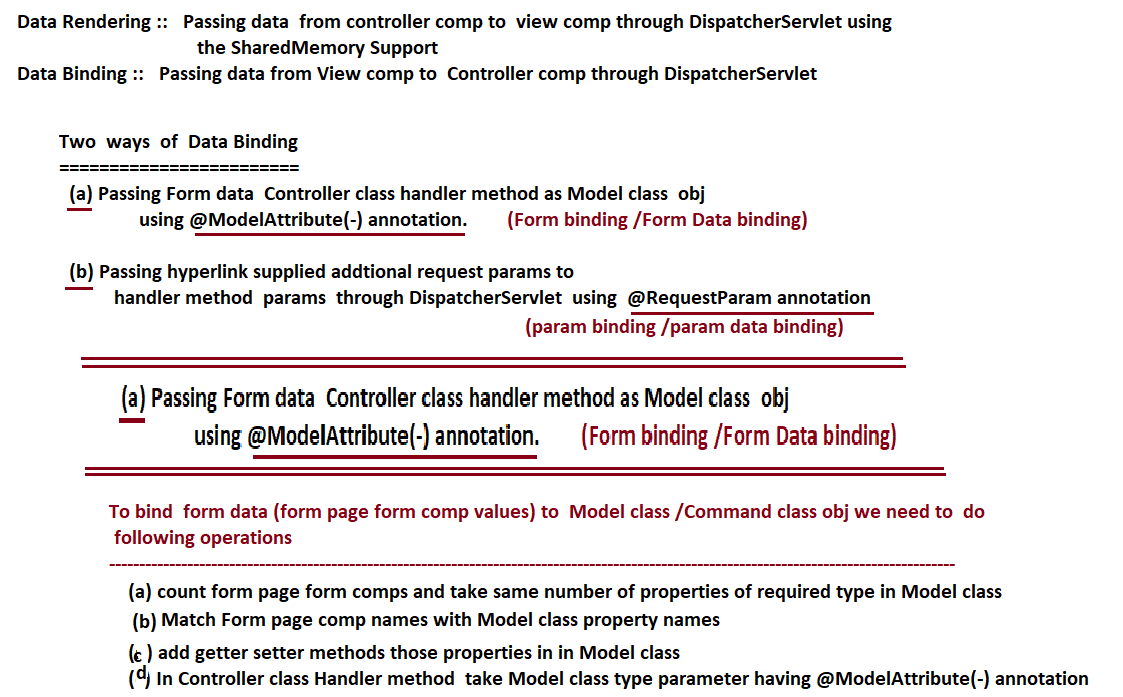 Data Rendering :: Passing data from controller comp to view comp through DispatcherServlet using
the SharedMemory Support
Data Binding :: Passing data from View comp to Controller comp through DispatcherServlet
Two ways of Data Binding
========================
(a) Passing Form data Controller class handler method as Model class obj
using @ModelAttribute(-) annotation. (Form binding /Form Data binding)
(b) Passing hyperlink supplied addtional request params to
handler method params through DispatcherServlet using @RequestParam annotation
(param binding /param data binding)
(a) Passing Form data Controller class handler method as Model class obj
using @ModelAttribute(-) annotation. (Form binding /Form Data binding)
To bind form data (form page form comp values) to Model class /Command class obj we need to do
following operations
-----------------------------------------------------------------------------------------------------------------------------
(a) count form page form comps and take same number of properties of required type in Model class
(b) Match Form page comp names with Model class property names
(c ) add getter setter methods those properties in in Model class
(d) In Controller class Handler method take Model class type parameter having @ModelAttribute(-) annotation